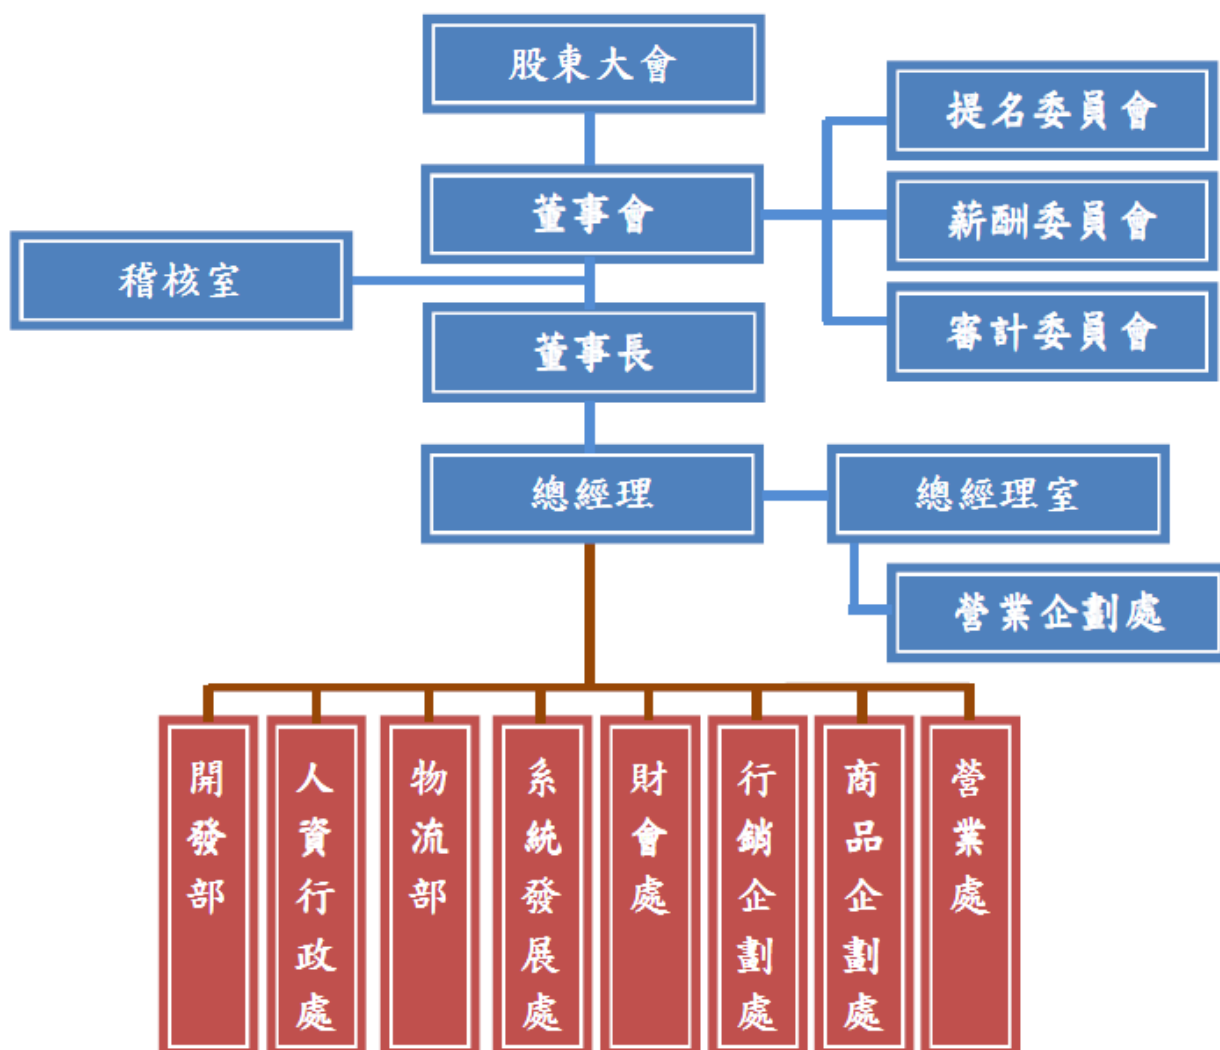 股東大會
提名委員會
董事會
薪酬委員會
稽核室
審計委員會
董事長
總經理
總經理室
營業企劃處
開發部
人資行政處
物流部
系統發展處
財會處
行銷企劃處
商品企劃處
營業處